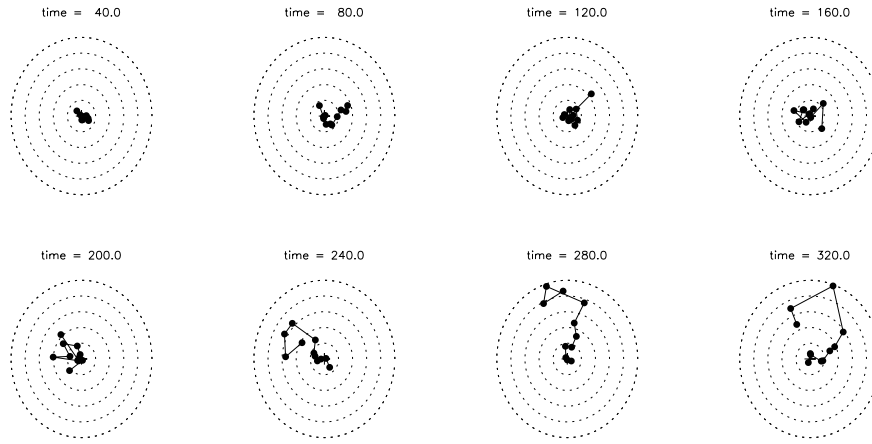 time = 40.0
time = 80.0
time = 120.0
time = 160.0
time = 200.0
time = 240.0
time = 280.0
time = 320.0